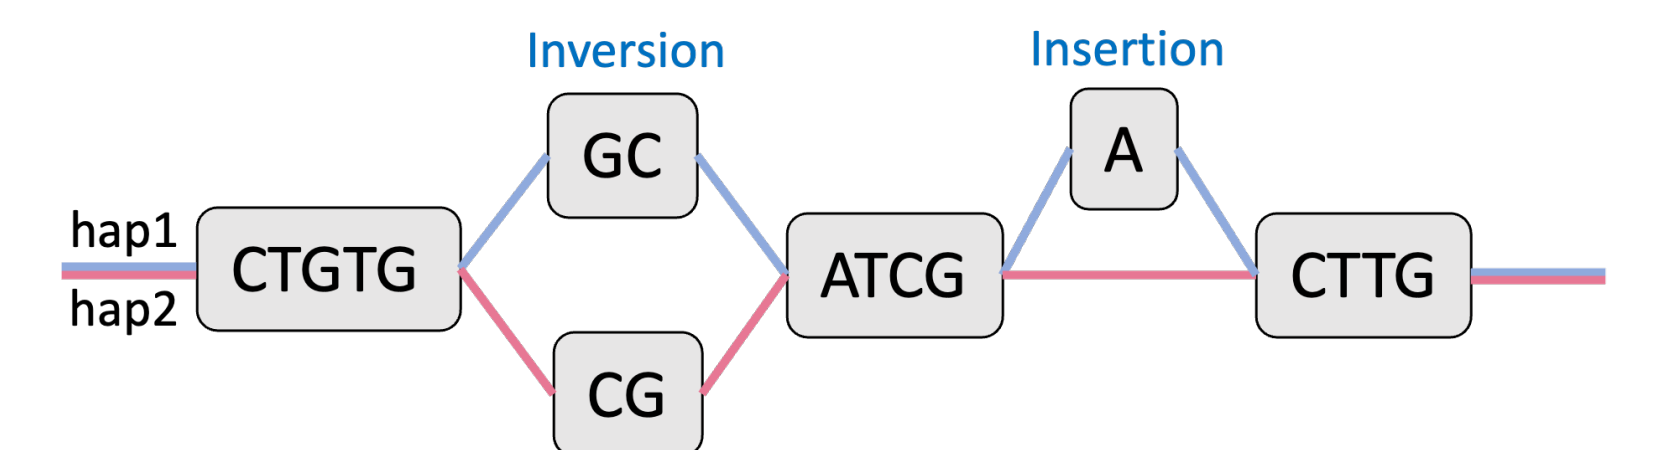 Inversion
Insertion
GC
A
hap1
CTGTG
ATCG
CTTG
hap2
CG